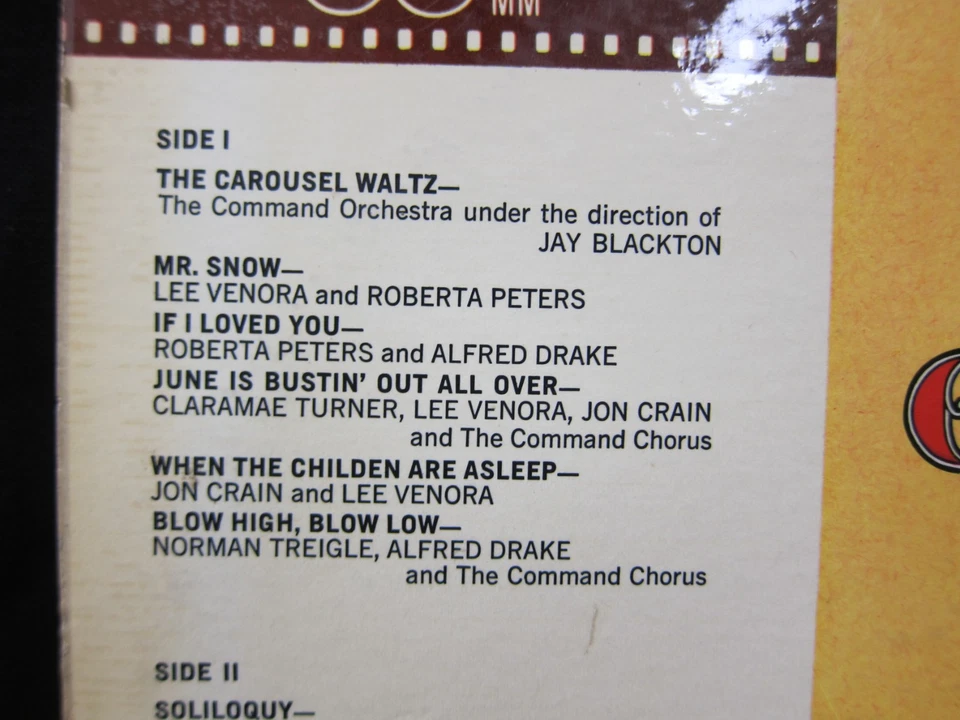 MM
SIDE I
THE CAROUSEL WALTZ—
The Command Orchestra under the direction of
JAY BLACKTON
MR. SNOW—
LEE VENORA and ROBERTA PETERS
IF I LOVED YOU—
ROBERTA PETERS and ALFRED DRAKE
JUNE IS BUSTIN' OUT ALL OVER—
CLARAMAE TURNER, LEE VENORA, JON CRAIN
and The Command Chorus
WHEN THE CHILDEN ARE ASLEEP—
JON CRAIN and LEE VENORA
BLOW HIGH, BLOW LOW—
NORMAN TREIGLE, ALFRED DRAKE
and The Command Chorus
SIDE II
SOLILOQUY—